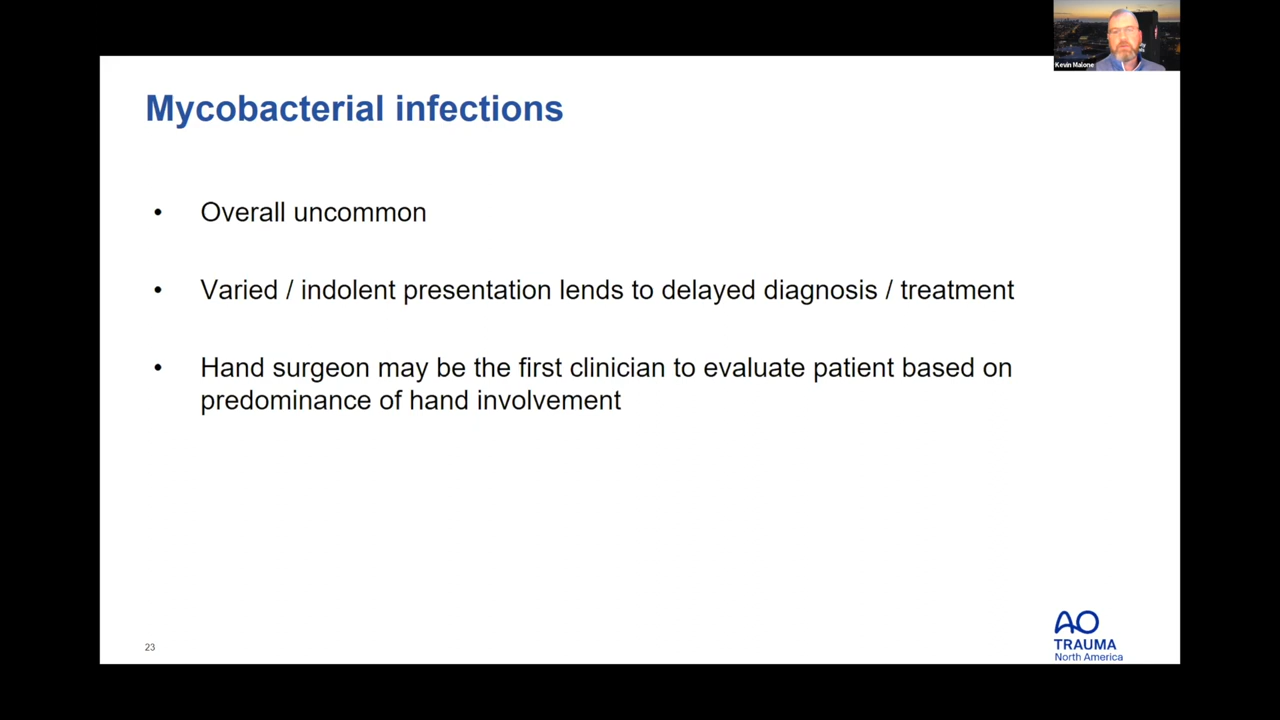 Kevin Malone
Mycobacterial infections
• Overall uncommon
• Varied / indolent presentation lends to delayed diagnosis / treatment
• Hand surgeon may be the first clinician to evaluate patient based on
predominance of hand involvement
23
AO
TRAUMA
North America